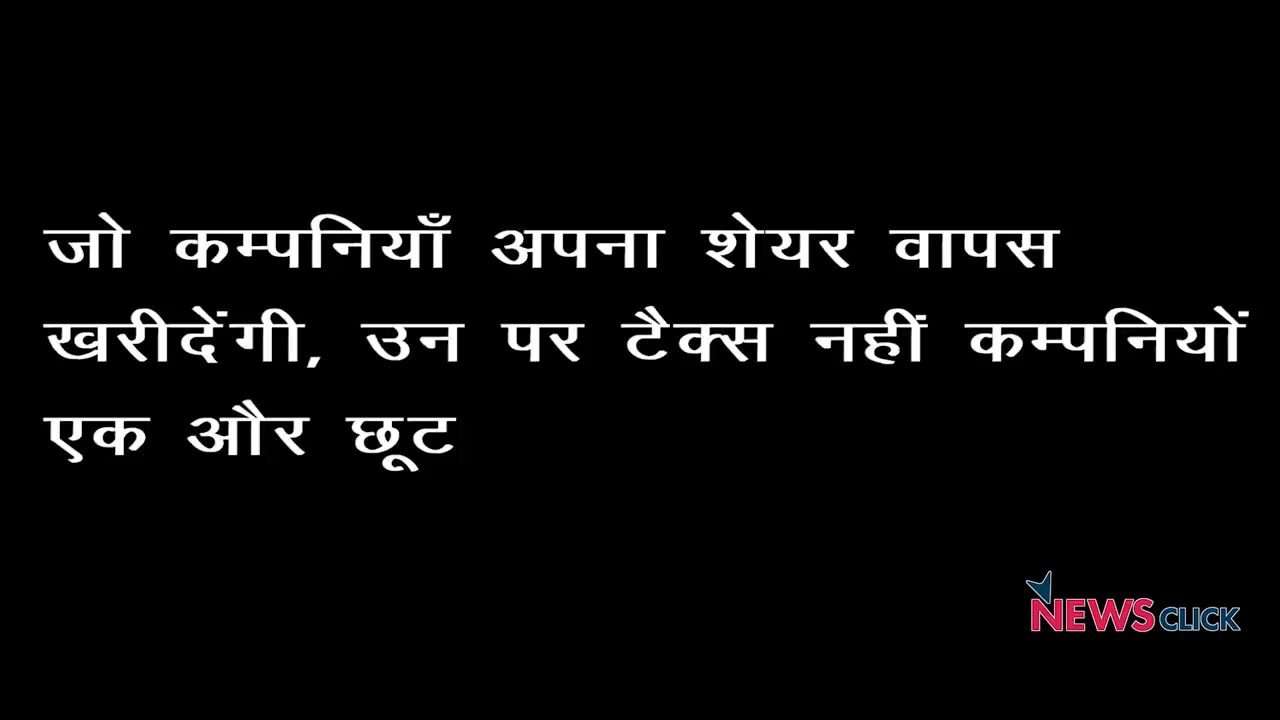 जो कम्पनियाँ अपना शेयर वापस
खरीदेंगी, उन पर टैक्स नहीं कम्पनियों
एक और छूट
NEWSCLICK